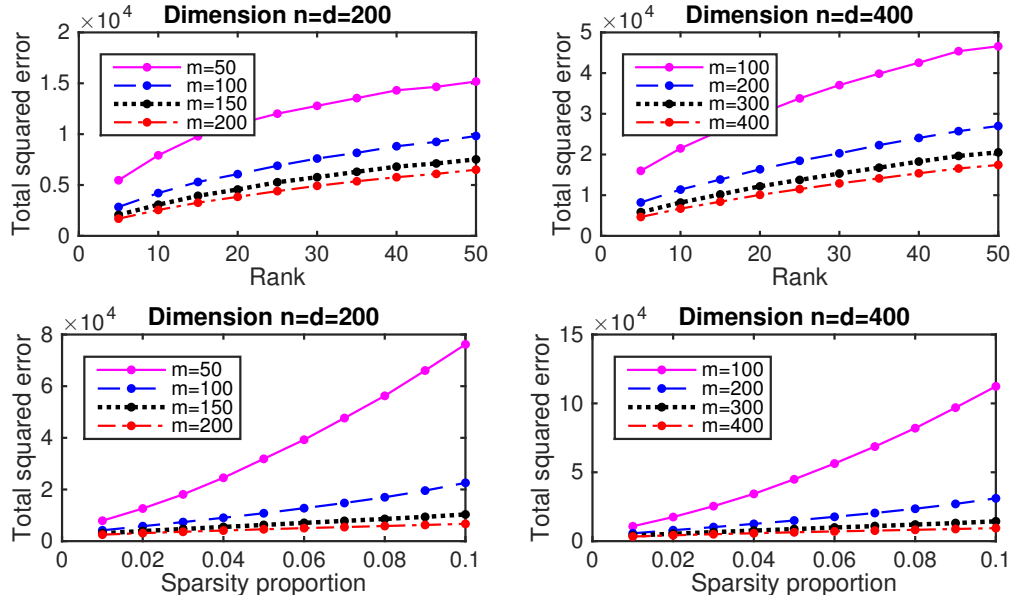 Dimension n=d=200
×10⁴
Total squared error
2
1.5
1
0.5
0
m=50
m=100
m=150
m=200
0 10 20 30 40 50
Rank
Dimension n=d=400
×10⁴
Total squared error
5
4
3
2
1
0
m=100
m=200
m=300
m=400
0 10 20 30 40 50
Rank
Dimension n=d=200
×10⁴
Total squared error
8
6
4
2
0
m=50
m=100
m=150
m=200
0 0.02 0.04 0.06 0.08 0.1
Sparsity proportion
Dimension n=d=400
×10⁴
Total squared error
15
10
5
0
m=100
m=200
m=300
m=400
0 0.02 0.04 0.06 0.08 0.1
Sparsity proportion